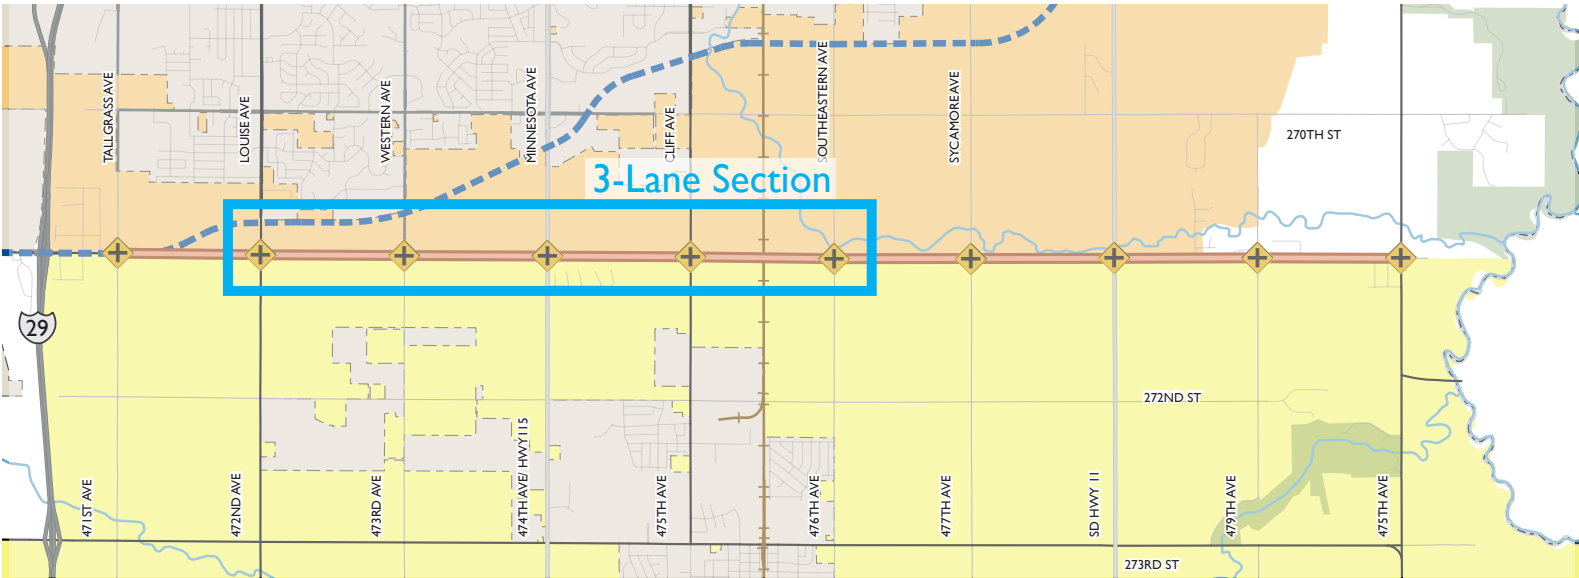 TALLGRASS AVE
LOUISE AVE
WESTERN AVE
MINNESOTA AVE
CLIFF AVE
SOUTHEASTERN AVE
SYCAMORE AVE
270TH ST
3-Lane Section
29
272ND ST
471ST AVE
472ND AVE
473RD AVE
474TH AVE/ HWY115
475TH AVE
476TH AVE
477TH AVE
SD HWY 11
479TH AVE
475TH AVE
273RD ST